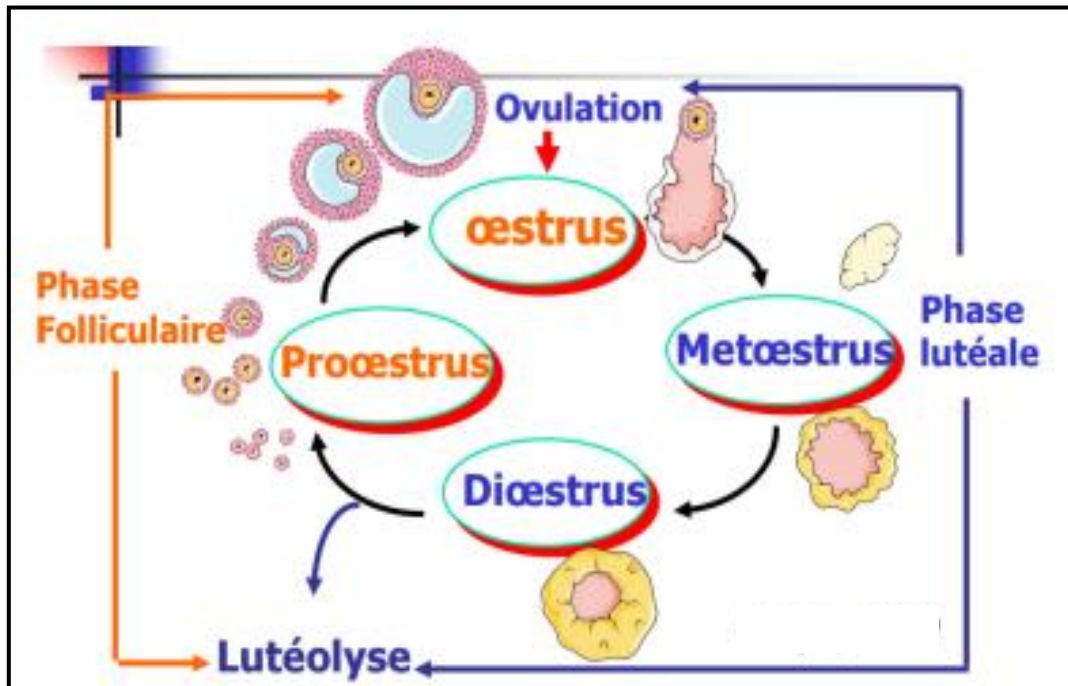 Ovulation
œstrus
Phase
Folliculaire
Proœstrus
Metœstrus
Phase
lutéale
Diœstrus
Lutéolyse